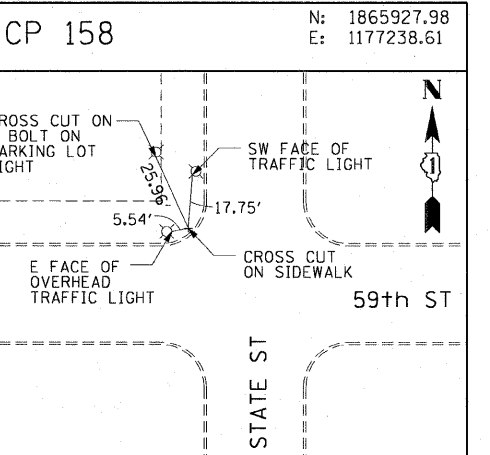 CP 158
N: 1865927.98
E: 1177238.61
N
ROSS CUT ON
BOLT ON
ARKING LOT
IGHT
SW FACE OF
TRAFFIC LIGHT
1
25.96'
17.75'
5.54'
CROSS CUT
ON SIDEWALK
E FACE OF
OVERHEAD
TRAFFIC LIGHT
59th ST
STATE ST